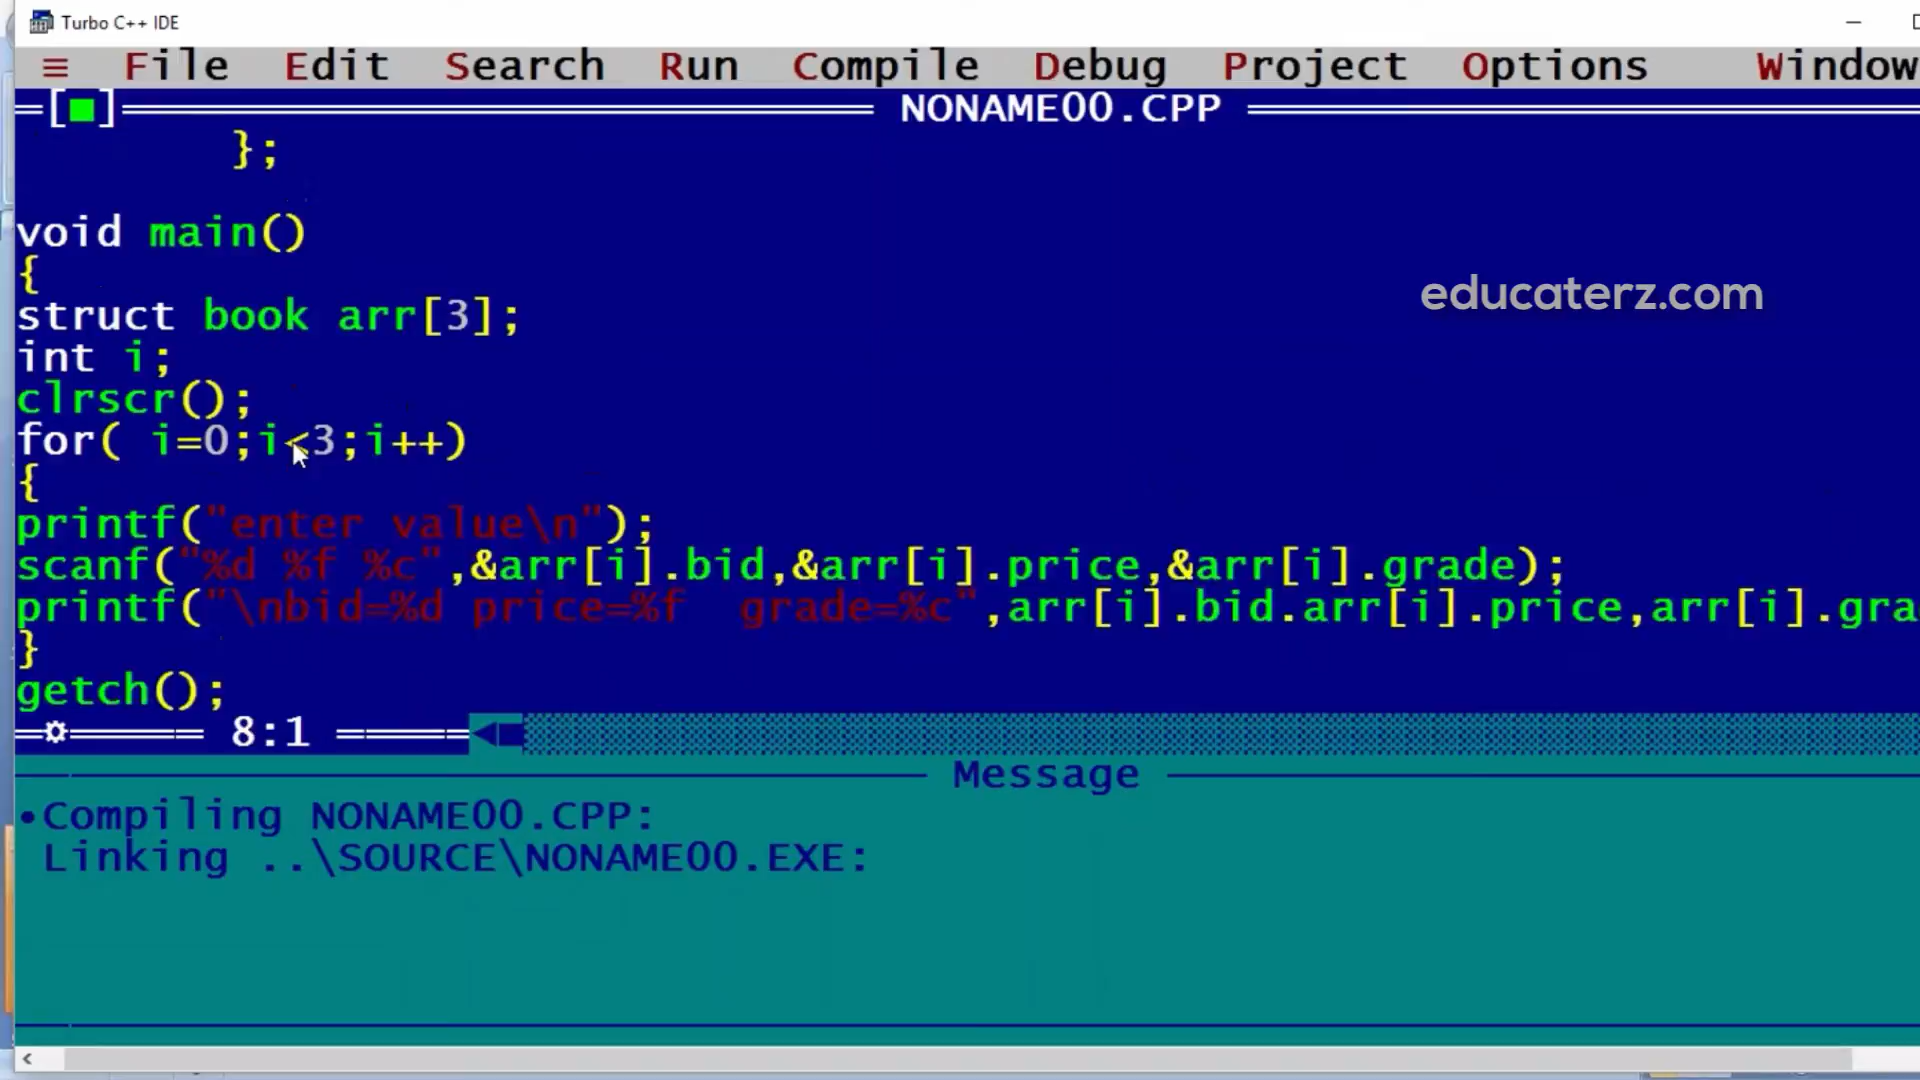 Turbo C++ IDE
≡ File Edit Search Run Compile Debug Project Options Window
[■] NONAME00.CPP
};
void main()
{
educaterz.com
struct book arr[3];
int i;
clrscr();
for( i=0;i<3;i++)
{
printf("enter value\n");
scanf("%d %f %c",&arr[i].bid,&arr[i].price,&arr[i].grade);
printf("\nbid=%d price=%f  grade=%c",arr[i].bid.arr[i].price,arr[i].gra
}
getch();
8:1
Message
•Compiling NONAME00.CPP:
Linking ..\SOURCE\NONAME00.EXE: